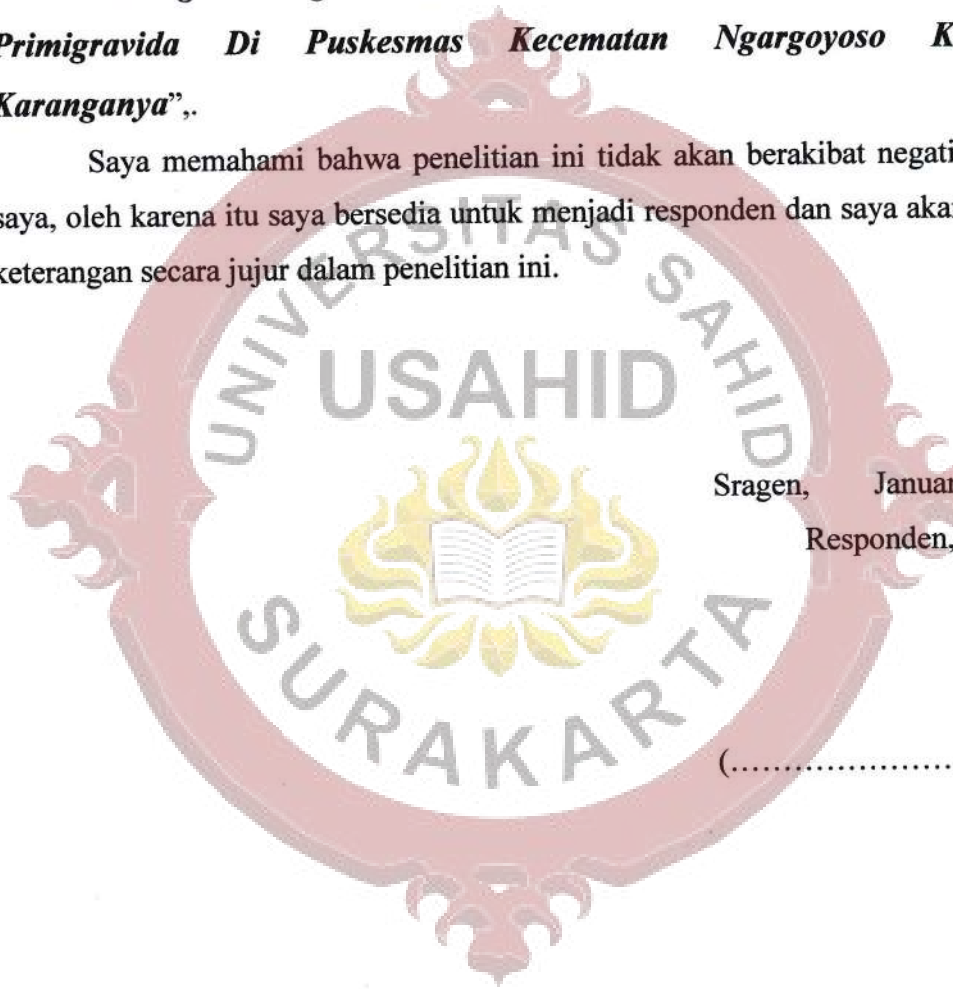 Primigravida Di Puskesmas Kecematan Ngargoyoso K
Karanganya”,.
Saya memahami bahwa penelitian ini tidak akan berakibat negati
saya, oleh karena itu saya bersedia untuk menjadi responden dan saya akan
keterangan secara jujur dalam penelitian ini.
UNIVERSITAS SAHID
USAHID
Sragen, Januar
Responden,
SURAKARTA
(......................